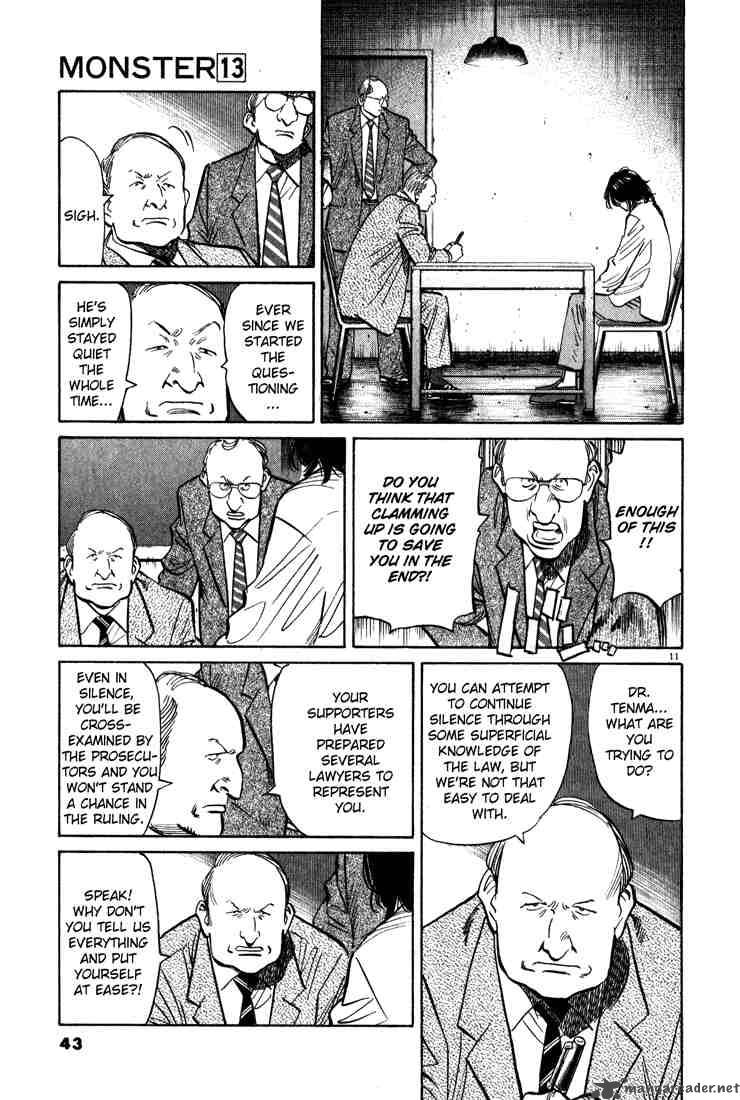 MONSTER 13
EVER
SINCE WE
STARTED
THE
QUES-
TIONING
...
HE'S
SIMPLY
STAYED
QUIET
THE
WHOLE
TIME...
SIGH.
ENOUGH
OF THIS
!!
DO YOU
THINK THAT
CLAMMING
UP IS GOING
TO SAVE
YOU IN THE
END?!
11
DR.
TENMA...
WHAT ARE
YOU
TRYING TO
DO?
YOU CAN ATTEMPT
TO CONTINUE
SILENCE THROUGH
SOME SUPERFICIAL
KNOWLEDGE OF
THE LAW, BUT
WE'RE NOT THAT
EASY TO DEAL
WITH.
YOUR
SUPPORTERS
HAVE
PREPARED
SEVERAL
LAWYERS TO
REPRESENT
YOU.
EVEN IN
SILENCE,
YOU'LL BE
CROSS-
EXAMINED BY
THE PROSECU-
TORS AND YOU
WON'T STAND
A CHANCE IN
THE RULING.
SPEAK!
WHY DON'T
YOU TELL US
EVERYTHING
AND PUT
YOURSELF
AT EASE?!
43
mangareader.net